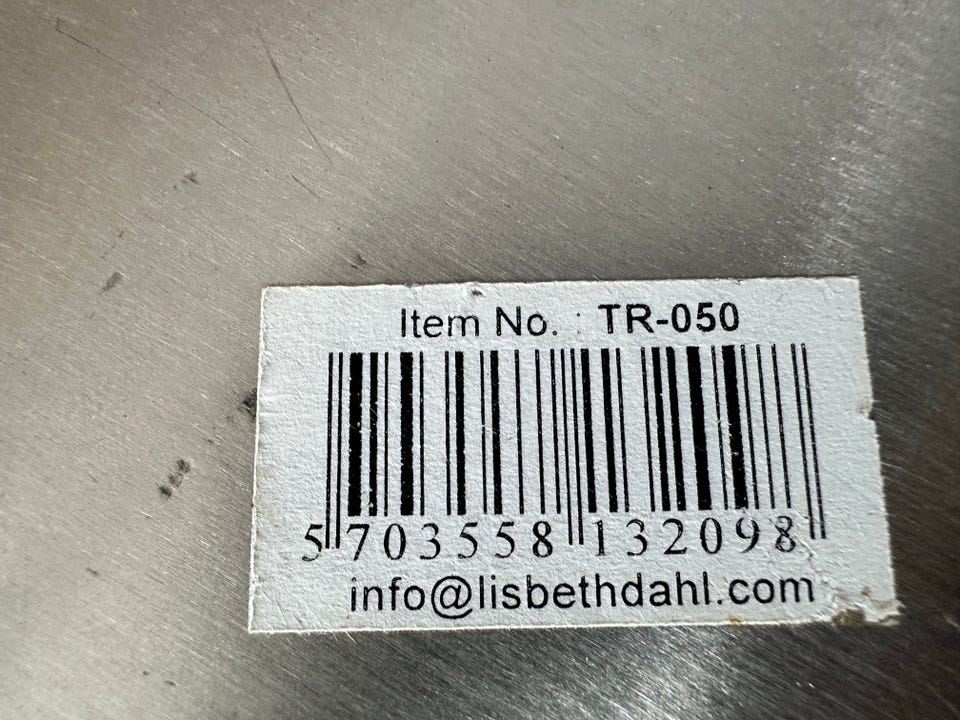 Item No. : TR-050
5 703558 132098
info@lisbethdahl.com